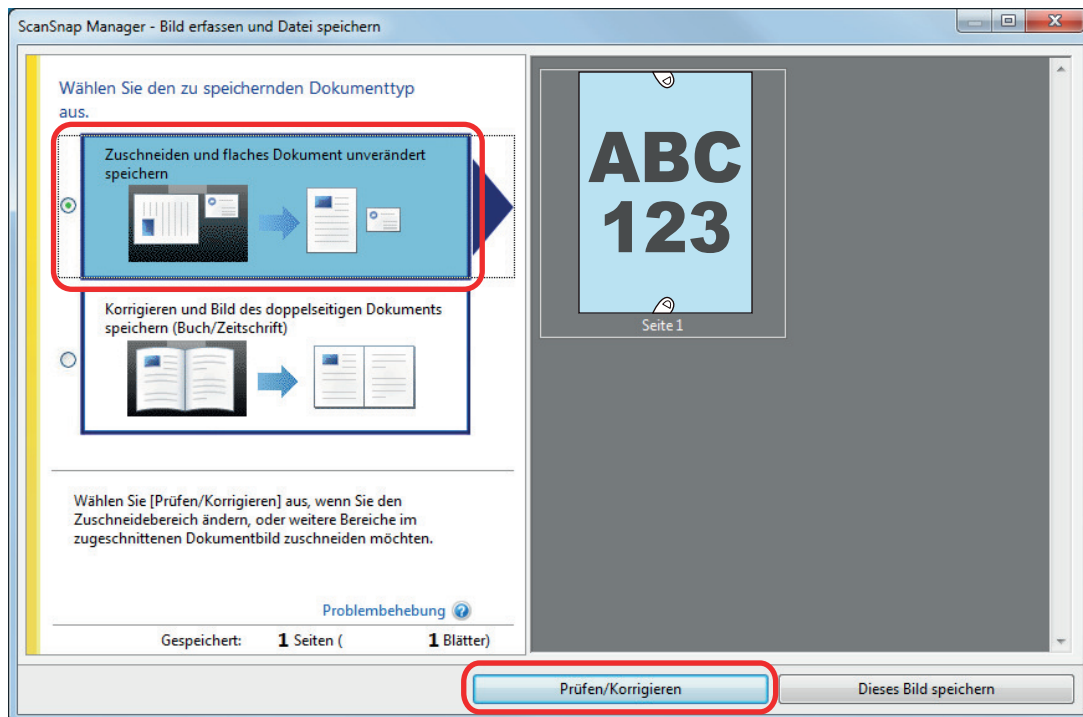 ScanSnap Manager - Bild erfassen und Datei speichern
Wählen Sie den zu speichernden Dokumenttyp
aus.
Zuschneiden und flaches Dokument unverändert
speichern
Korrigieren und Bild des doppelseitigen Dokuments
speichern (Buch/Zeitschrift)
Wählen Sie [Prüfen/Korrigieren] aus, wenn Sie den
Zuschneidebereich ändern, oder weitere Bereiche im
zugeschnittenen Dokumentbild zuschneiden möchten.
Problembehebung
Gespeichert: 1 Seiten ( 1 Blätter)
ABC
123
Seite 1
Prüfen/Korrigieren
Dieses Bild speichern